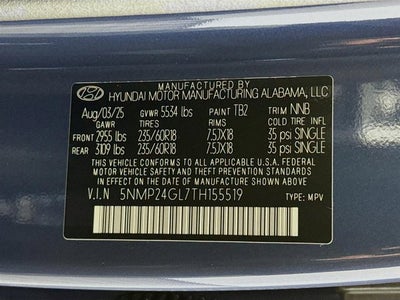 MANUFACTURED BY
HYUNDAI MOTOR MANUFACTURING ALABAMA, LLC
Aug/03/25 GVWR 5534 lbs PAINT TB2 TRIM NNB
GAWR TIRES RIMS COLD TIRE INFL
FRONT 2955 lbs 235/60R18 7.5JX18 35 psi SINGLE
REAR 3109 lbs 235/60R18 7.5JX18 35 psi SINGLE
THIS VEHICLE CONFORMS TO ALL APPLICABLE U.S.A. FEDERAL
MOTOR VEHICLE SAFETY AND THEFT PREVENTION STANDARDS
IN EFFECT ON THE DATE OF MANUFACTURE SHOWN ABOVE
V.I.N 5NMP24GL7TH155519 TYPE: MPV